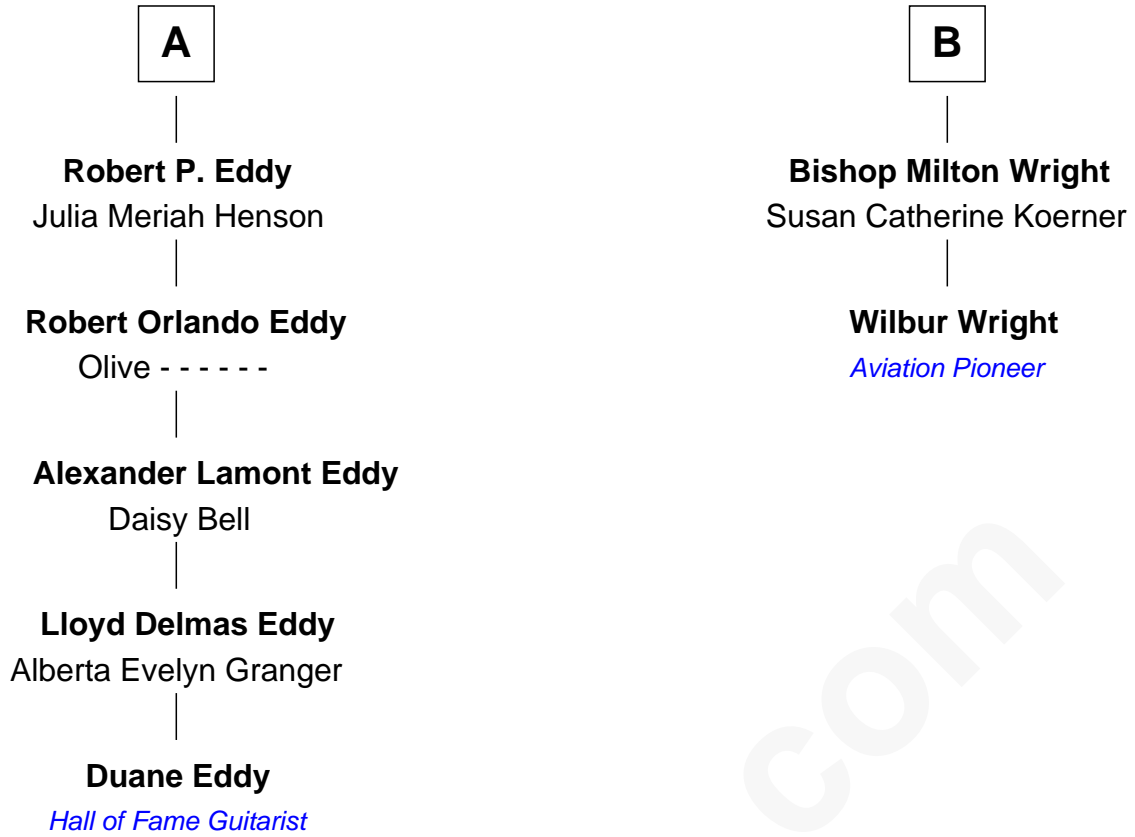 A
Robert P. Eddy
Julia Meriah Henson
Robert Orlando Eddy
Olive - - - - - -
Alexander Lamont Eddy
Daisy Bell
Lloyd Delmas Eddy
Alberta Evelyn Granger
Duane Eddy
Hall of Fame Guitarist
B
Bishop Milton Wright
Susan Catherine Koerner
Wilbur Wright
Aviation Pioneer
com